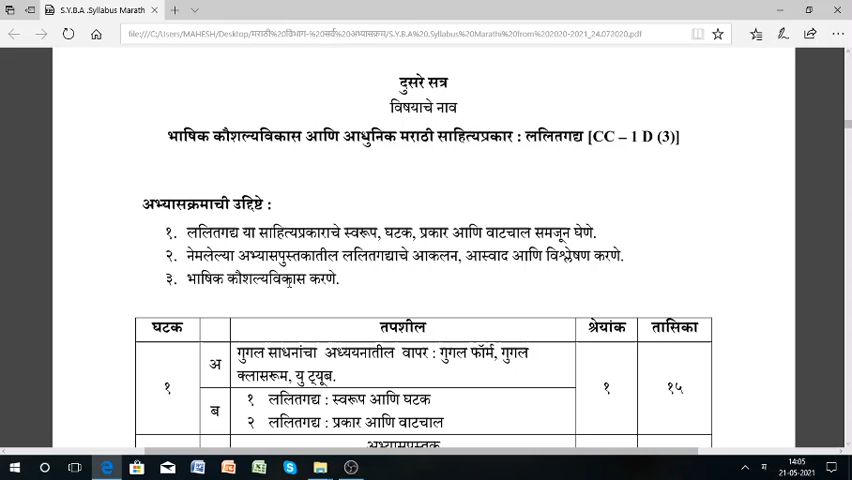 S.Y.B.A .Syllabus Marath
file:///C:/Users/MAHESH/Desktop/मराठी%20विभाग-%20सर्व%20अभ्यासक्रम/S.Y.B.A%20.Syllabus%20Marathi%20from%202020-2021_24.072020.pdf
दुसरे सत्र
विषयाचे नाव
भाषिक कौशल्यविकास आणि आधुनिक मराठी साहित्यप्रकार : ललितगद्य [CC – 1 D (3)]
अभ्यासक्रमाची उद्दिष्टे :
१. ललितगद्य या साहित्यप्रकाराचे स्वरूप, घटक, प्रकार आणि वाटचाल समजून घेणे.
२. नेमलेल्या अभ्यासपुस्तकातील ललितगद्याचे आकलन, आस्वाद आणि विश्लेषण करणे.
३. भाषिक कौशल्यविकास करणे.
घटक तपशील श्रेयांक तासिका
१ अ गुगल साधनांचा अध्ययनातील वापर : गुगल फॉर्म, गुगल
क्लासरूम, यु ट्यूब. १ १५
ब १ ललितगद्य : स्वरूप आणि घटक
२ ललितगद्य : प्रकार आणि वाटचाल
अभ्यासपुस्तक
म 14:05
21-05-2021